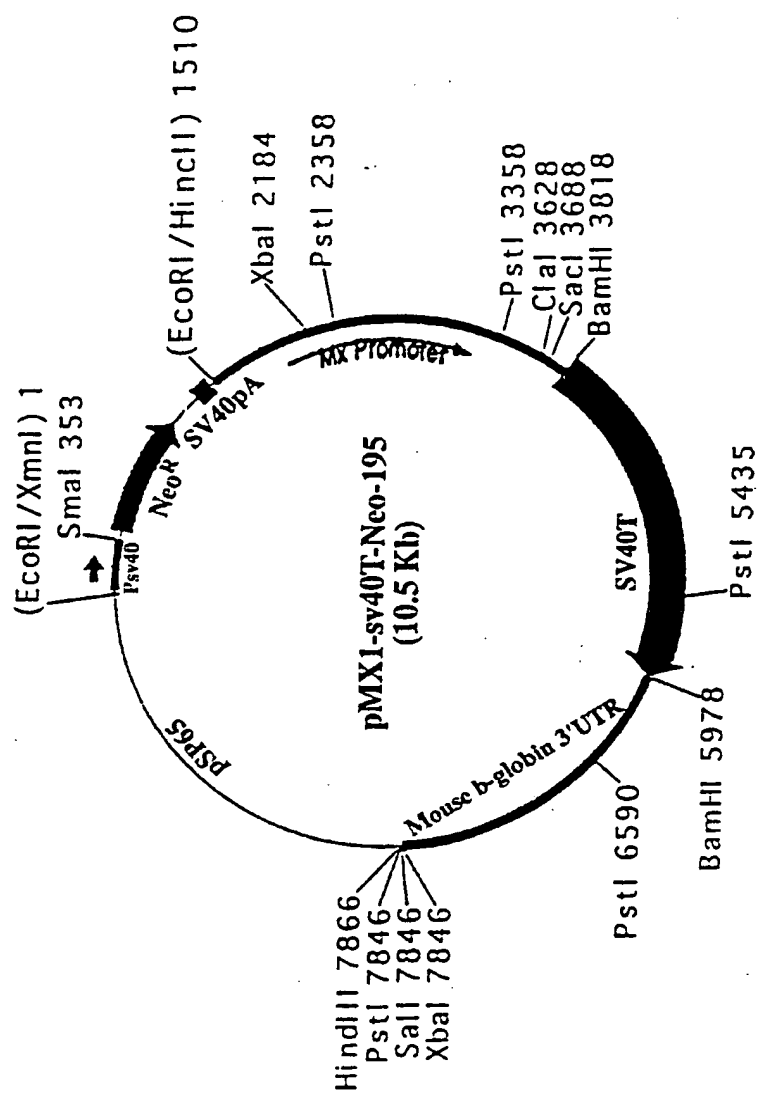 (EcoRI/XmnI) 1
SmaI 353
(EcoRI/HincII) 1510
XbaI 2184
PstI 2358
PstI 3358
ClaI 3628
SacI 3688
BamHI 3818
PstI 5435
BamHI 5978
PstI 6590
HindIII 7866
PstI 7846
SalI 7846
XbaI 7846
Psv40
NeoR
SV40pA
Mx Promoter
SV40T
Mouse b-globin 3'UTR
pSP65
pMX1-sv40T-Neo-195
(10.5 Kb)